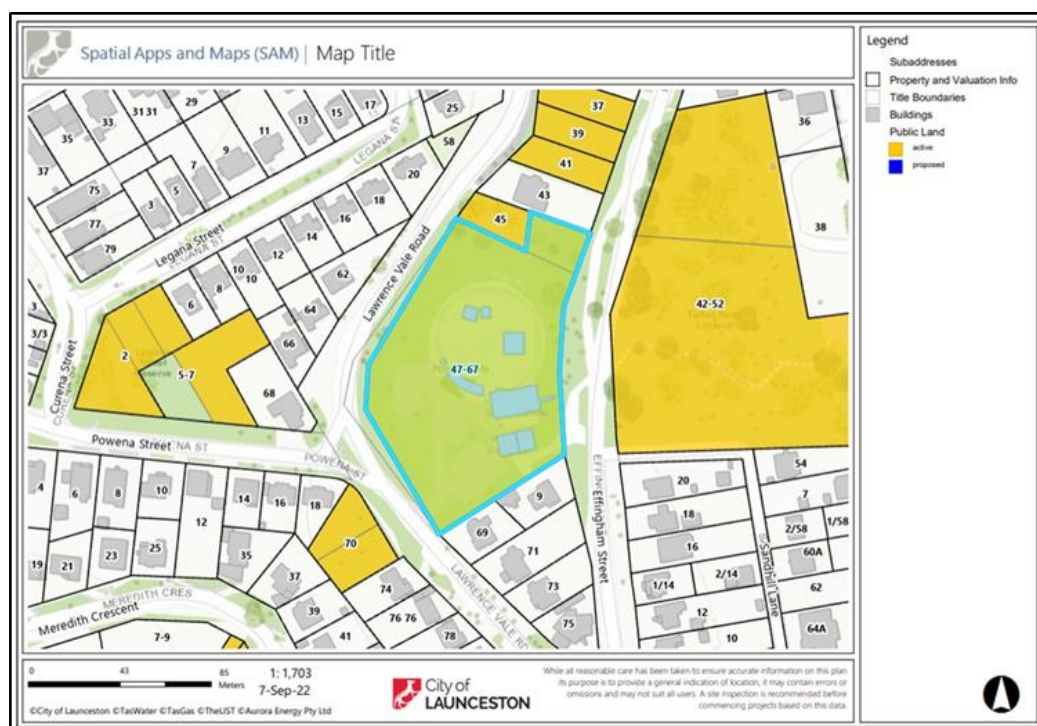 Spatial Apps and Maps (SAM) | Map Title
Legend
Subaddresses
Property and Valuation Info
Title Boundaries
Buildings
Public Land
active
proposed
35
33
31 31
29
37
75
77
79
3
5
7
9
11
13
15
17
LEGANA ST
25
58
20
18
16
14
12
10
10
8
6
62
64
66
68
Legana Street
LEGANA ST
Lawrence Vale Road
37
39
41
43
45
47-67
42-52
36
38
3
3/3
2
5-7
Curena Street
Powena Street
POWENA ST
4
6
8
10
12
14
16
18
19
21
23
25
35
37
39
41
70
74
76 76
78
MEREDITH CRES
Meredith Crescent
7-9
LAWRENCE VALE RD
69
9
71
73
75
Effingham Street
20
18
16
1/14
2/14
12
10
Sandhill Lane
54
7
2/58
1/58
60A
62
64A
0 43 85
Meters
1: 1,703
7-Sep-22
City of
LAUNCESTON
While all reasonable care has been taken to ensure accurate information on this plan
its purpose is to provide a general indication of location, it may contain errors or
omissions and may not suit all users. A site inspection is recommended before
commencing projects based on this data.
©City of Launceston ©TasWater ©TasGas ©TheLIST ©Aurora Energy Pty Ltd